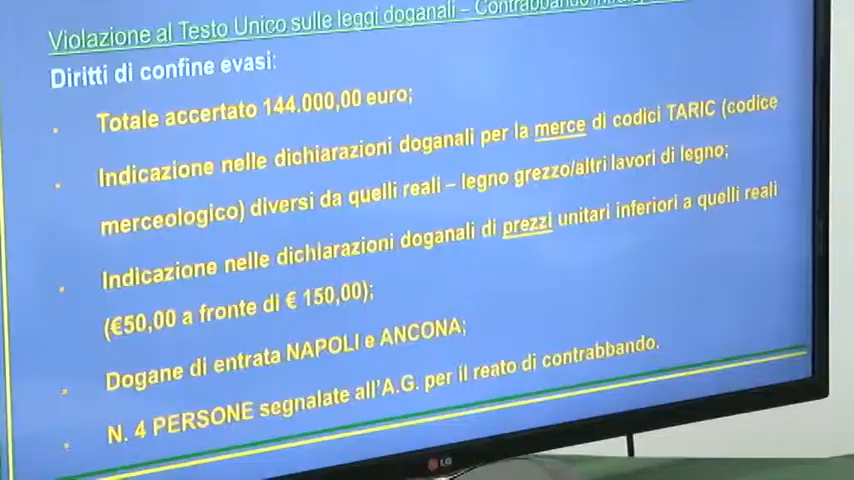 Violazione al Testo Unico sulle leggi doganali – Contrabbando
Diritti di confine evasi:
· Totale accertato 144.000,00 euro;
· Indicazione nelle dichiarazioni doganali per la merce di codici TARIC (codice
merceologico) diversi da quelli reali – legno grezzo/altri lavori di legno;
· Indicazione nelle dichiarazioni doganali di prezzi unitari inferiori a quelli reali
(€50,00 a fronte di € 150,00);
· Dogane di entrata NAPOLI e ANCONA;
· N. 4 PERSONE segnalate all'A.G. per il reato di contrabbando.
LG